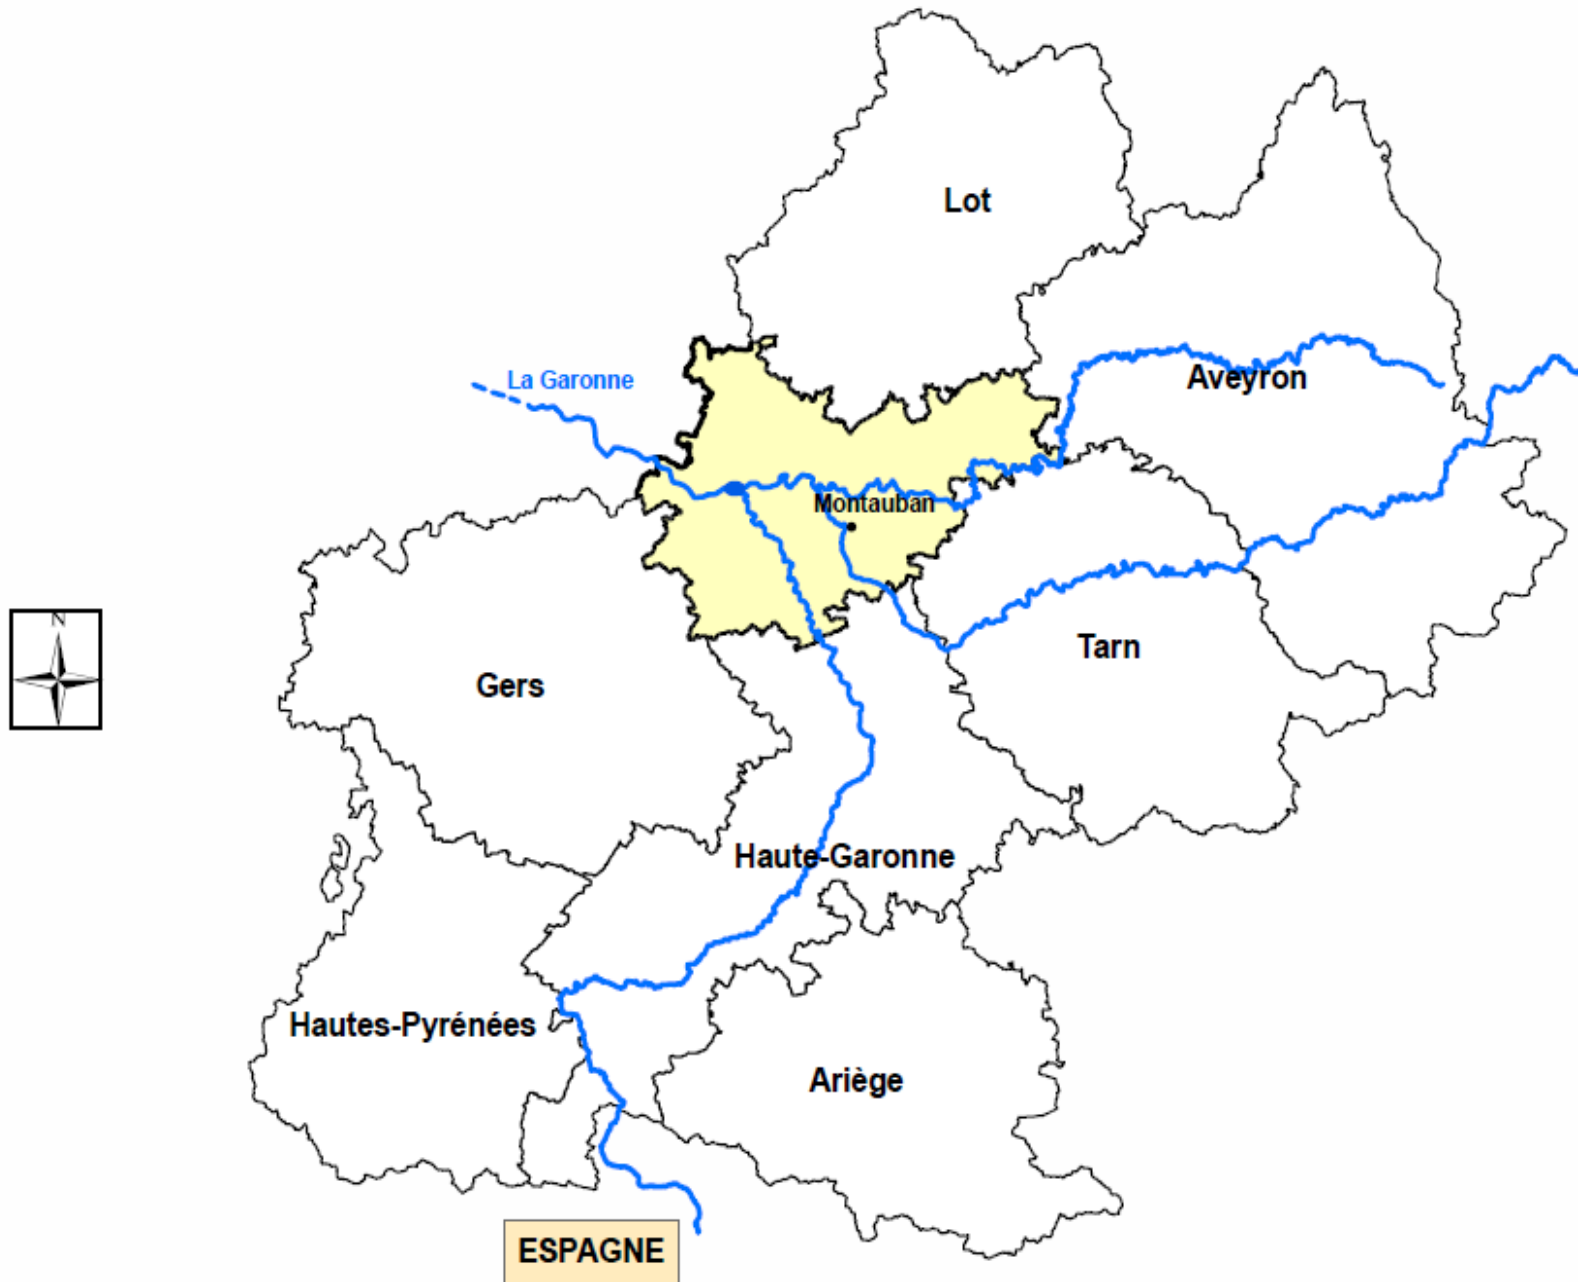 Lot
La Garonne
Aveyron
Montauban
N
Tarn
Gers
Haute-Garonne
Hautes-Pyrénées
Ariège
ESPAGNE